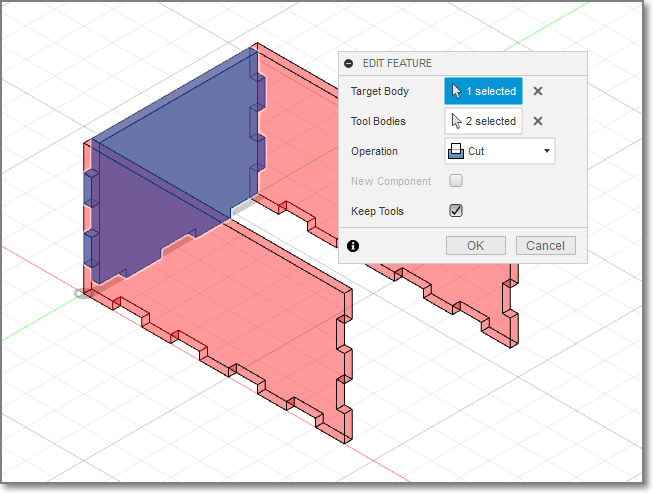 EDIT FEATURE
Target Body 1 selected
Tool Bodies 2 selected
Operation Cut
New Component
Keep Tools
OK Cancel